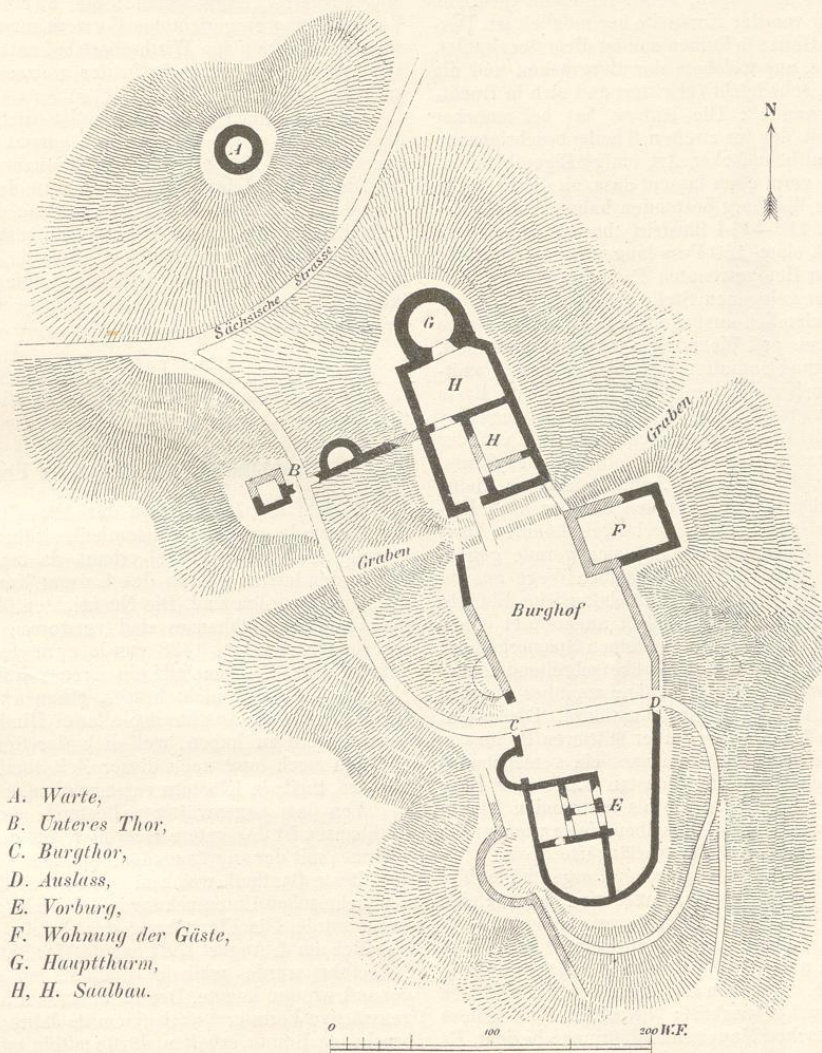 N
A
Sächsische Strasse
G
H
H
Graben
B
F
Graben
Burghof
D
C
E
A. Warte,
B. Unteres Thor,
C. Burgthor,
D. Auslass,
E. Vorburg,
F. Wohnung der Gäste,
G. Hauptthurm,
H, H. Saalbau.
0 100 200 W.F.